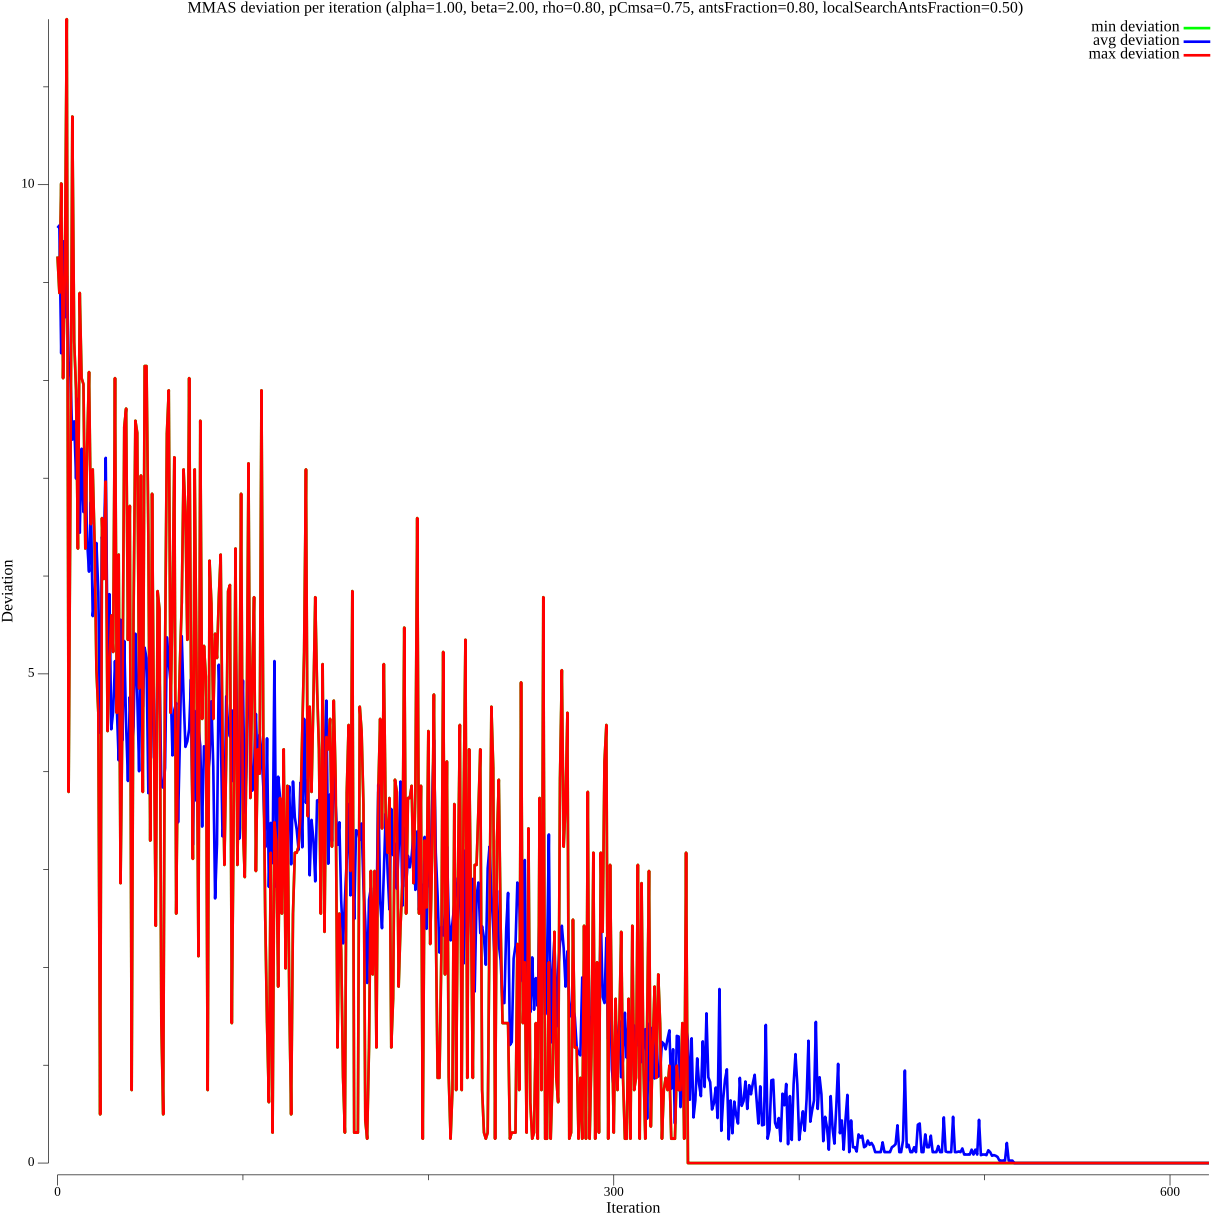 MMAS deviation per iteration (alpha=1.00, beta=2.00, rho=0.80, pCmsa=0.75, antsFraction=0.80, localSearchAntsFraction=0.50)
min deviation
avg deviation
max deviation
10
Deviation
5
0
0
300
600
Iteration